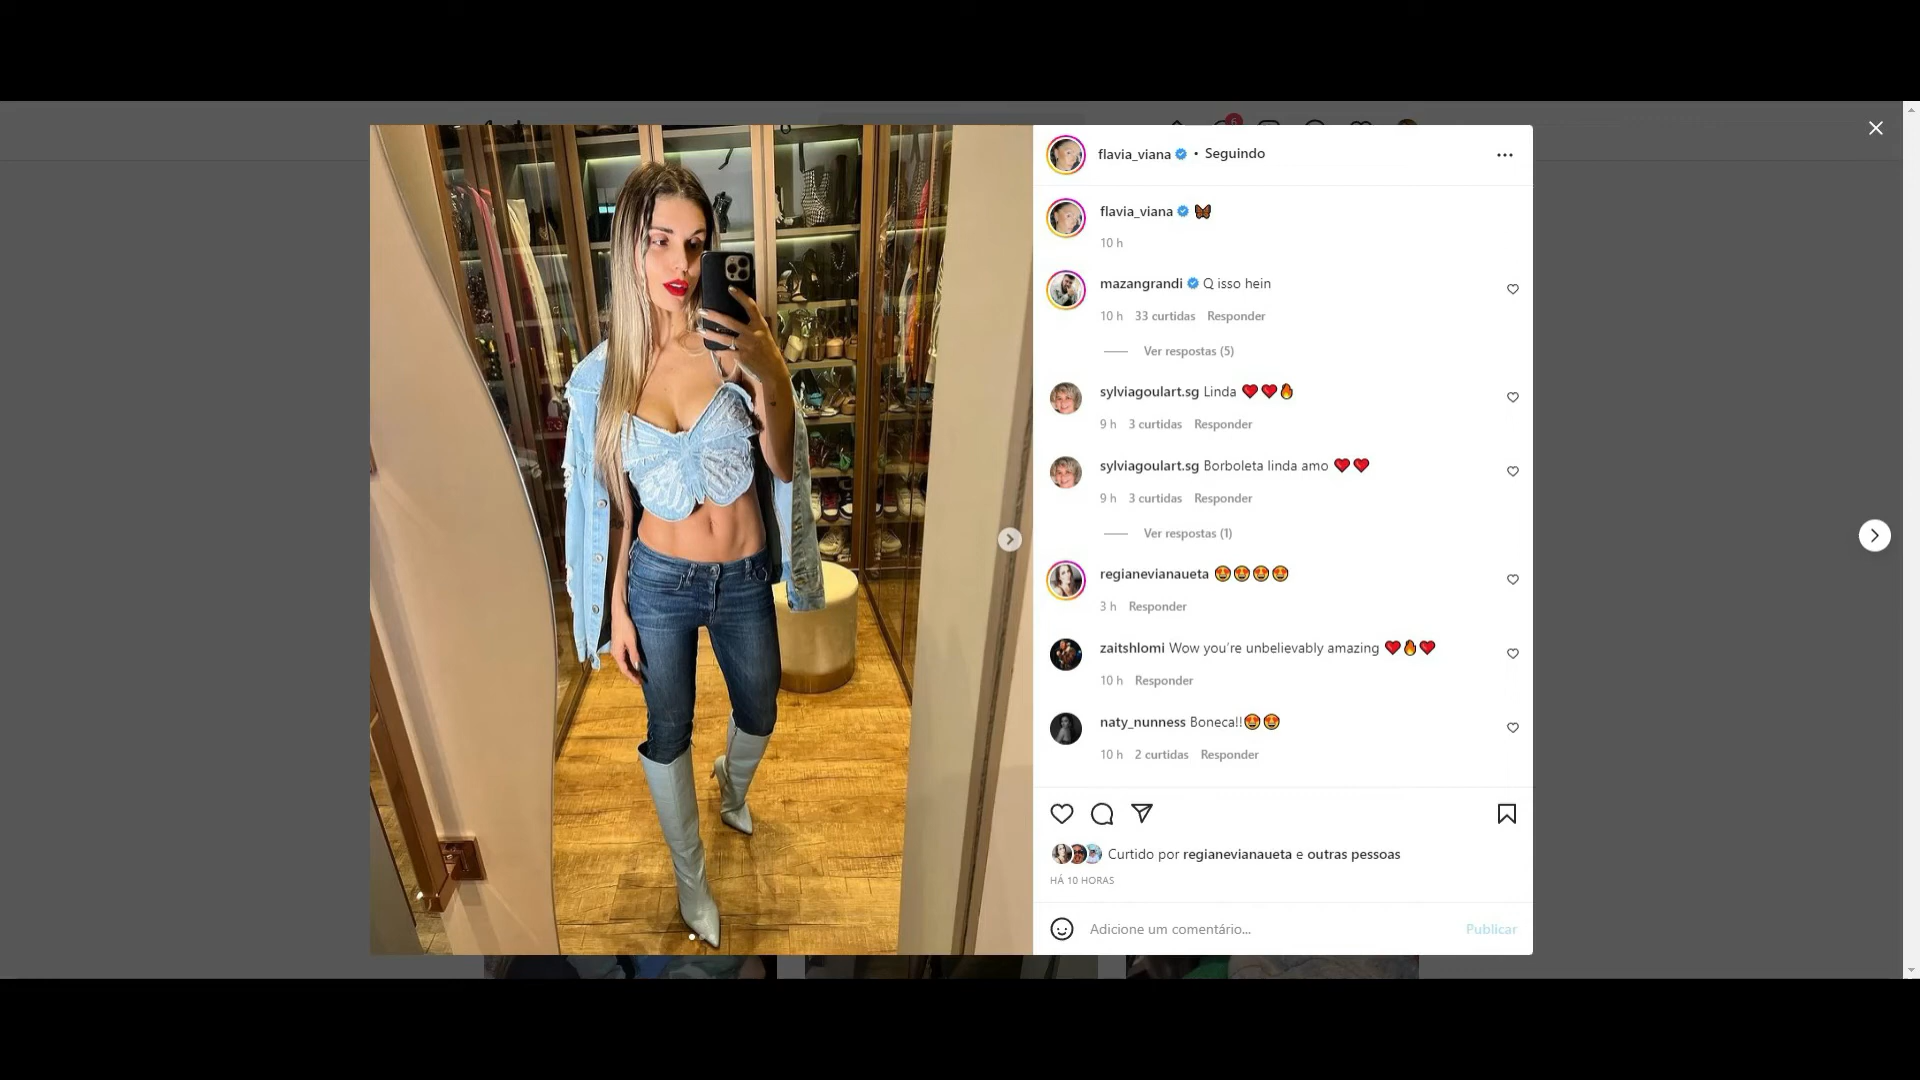 flavia_viana • Seguindo
flavia_viana 🦋
10 h
mazangrandi Q isso hein
10 h 33 curtidas Responder
Ver respostas (5)
sylviagoulart.sg Linda ❤️❤️🔥
9 h 3 curtidas Responder
sylviagoulart.sg Borboleta linda amo ❤️❤️
9 h 3 curtidas Responder
Ver respostas (1)
regianevianaueta 😍😍😍😍
3 h Responder
zaitshlomi Wow you’re unbelievably amazing ❤️🔥❤️
10 h Responder
naty_nunness Boneca!!😍😍
10 h 2 curtidas Responder
Curtido por regianevianaueta e outras pessoas
HÁ 10 HORAS
Adicione um comentário... Publicar